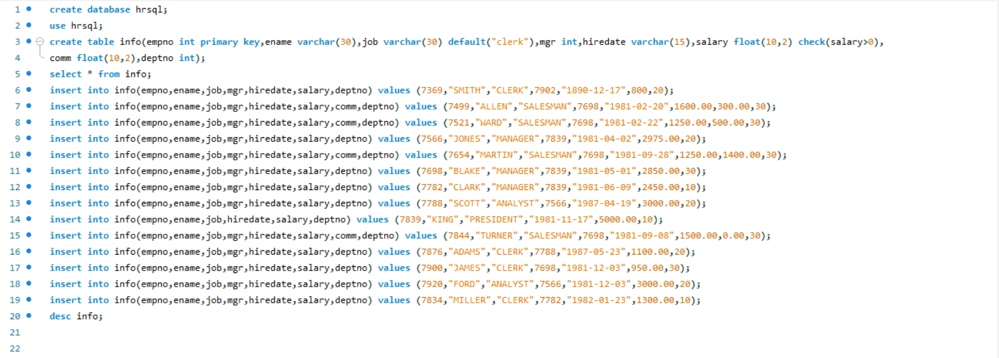 1 create database hrsql;
2 use hrsql;
3 create table info(empno int primary key,ename varchar(30),job varchar(30) default("clerk"),mgr int,hiredate varchar(15),salary float(10,2) check(salary>0),
4 comm float(10,2),deptno int);
5 select * from info;
6 insert into info(empno,ename,job,mgr,hiredate,salary,deptno) values (7369,"SMITH","CLERK",7902,"1890-12-17",800,20);
7 insert into info(empno,ename,job,mgr,hiredate,salary,comm,deptno) values (7499,"ALLEN","SALESMAN",7698,"1981-02-20",1600.00,300.00,30);
8 insert into info(empno,ename,job,mgr,hiredate,salary,comm,deptno) values (7521,"WARD","SALESMAN",7698,"1981-02-22",1250.00,500.00,30);
9 insert into info(empno,ename,job,mgr,hiredate,salary,deptno) values (7566,"JONES","MANAGER",7839,"1981-04-02",2975.00,20);
10 insert into info(empno,ename,job,mgr,hiredate,salary,comm,deptno) values (7654,"MARTIN","SALESMAN",7698,"1981-09-28",1250.00,1400.00,30);
11 insert into info(empno,ename,job,mgr,hiredate,salary,deptno) values (7698,"BLAKE","MANAGER",7839,"1981-05-01",2850.00,30);
12 insert into info(empno,ename,job,mgr,hiredate,salary,deptno) values (7782,"CLARK","MANAGER",7839,"1981-06-09",2450.00,10);
13 insert into info(empno,ename,job,mgr,hiredate,salary,deptno) values (7788,"SCOTT","ANALYST",7566,"1987-04-19",3000.00,20);
14 insert into info(empno,ename,job,hiredate,salary,deptno) values (7839,"KING","PRESIDENT","1981-11-17",5000.00,10);
15 insert into info(empno,ename,job,mgr,hiredate,salary,comm,deptno) values (7844,"TURNER","SALESMAN",7698,"1981-09-08",1500.00,0.00,30);
16 insert into info(empno,ename,job,mgr,hiredate,salary,deptno) values (7876,"ADAMS","CLERK",7788,"1987-05-23",1100.00,20);
17 insert into info(empno,ename,job,mgr,hiredate,salary,deptno) values (7900,"JAMES","CLERK",7698,"1981-12-03",950.00,30);
18 insert into info(empno,ename,job,mgr,hiredate,salary,deptno) values (7920,"FORD","ANALYST",7566,"1981-12-03",3000.00,20);
19 insert into info(empno,ename,job,mgr,hiredate,salary,deptno) values (7834,"MILLER","CLERK",7782,"1982-01-23",1300.00,10);
20 desc info;
21
22